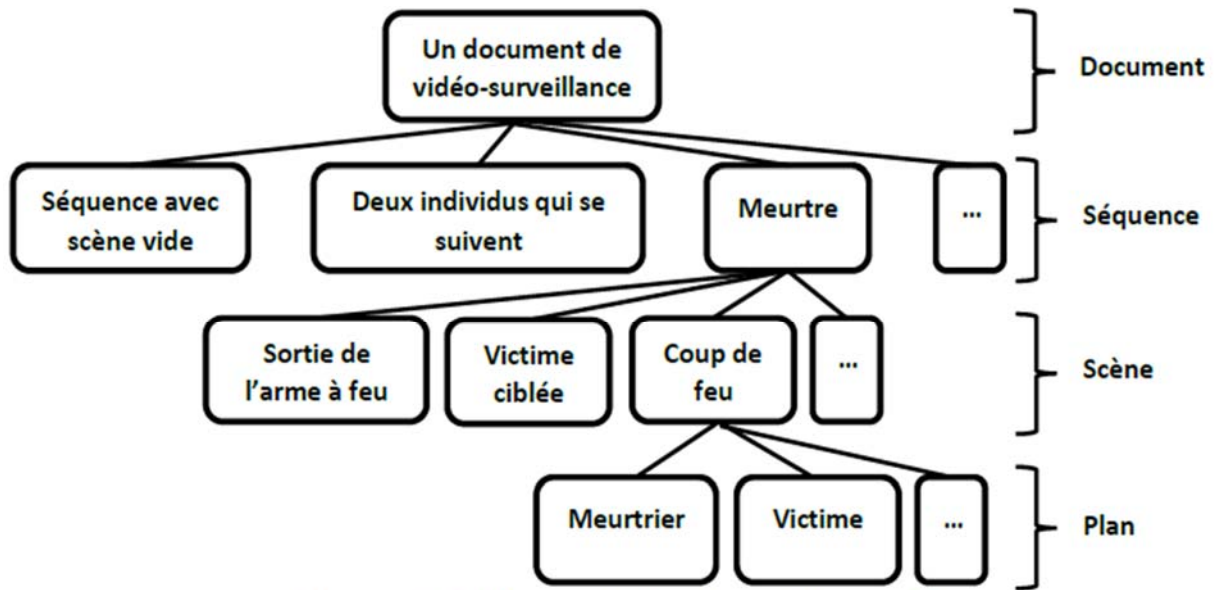 Un document de
vidéo-surveillance
Document
Séquence avec
scène vide
Deux individus qui se
suivent
Meurtre
...
Séquence
Sortie de
l'arme à feu
Victime
ciblée
Coup de
feu
...
Scène
Meurtrier
Victime
...
Plan